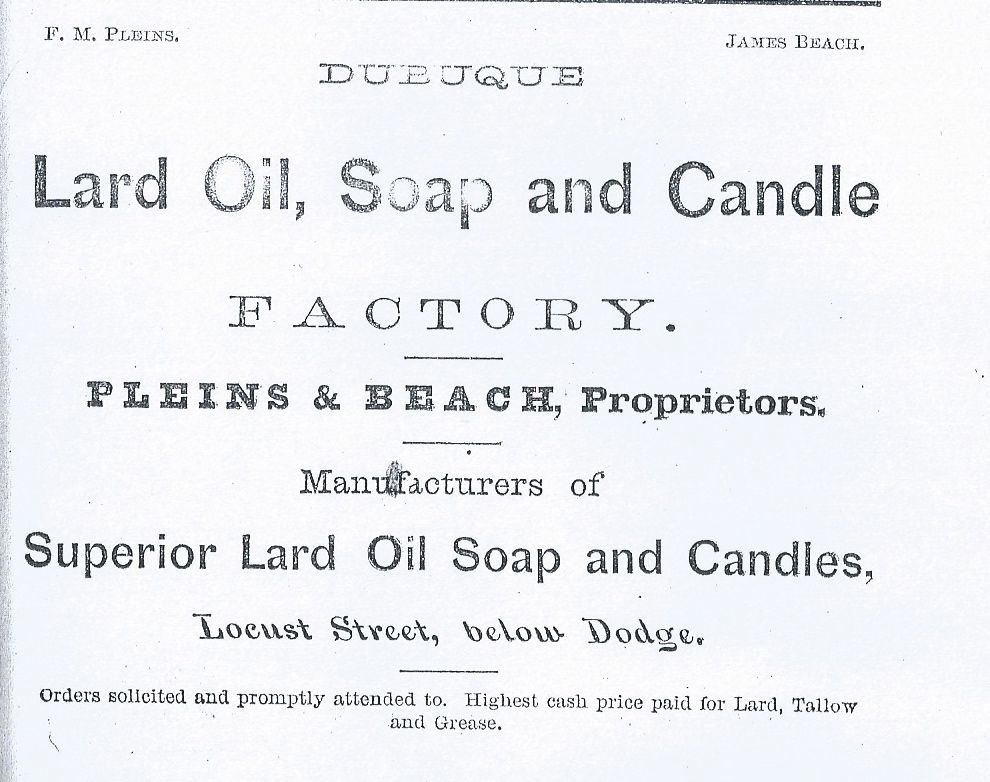 F. M. PLEINS.
JAMES BEACH.
DUBUQUE
Lard Oil, Soap and Candle
FACTORY.
PLEINS & BEACH, Proprietors,
Manufacturers of
Superior Lard Oil Soap and Candles,
Locust Street, below Dodge.
Orders solicited and promptly attended to. Highest cash price paid for Lard, Tallow
and Grease.